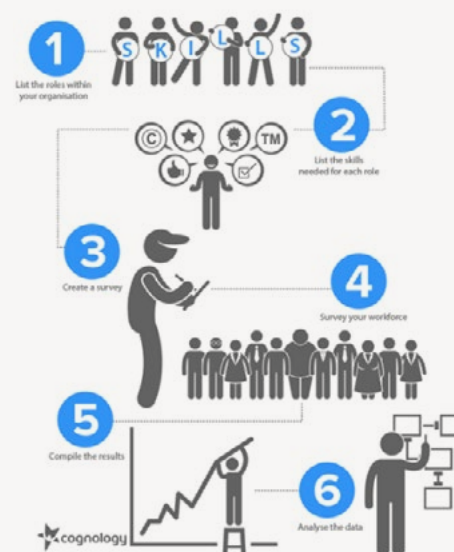 1
S K I L L S
List the roles within
your organisation
© TM
2
List the skills
needed for each role
3
Create a survey
4
Survey your workforce
5
Compile the results
6
Analyse the data
cognology